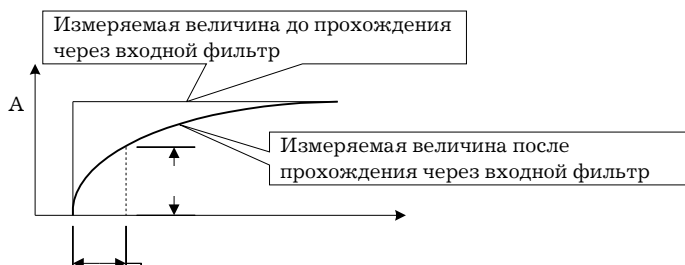 Измеряемая величина до прохождения
через входной фильтр
А
Измеряемая величина после
прохождения через входной фильтр